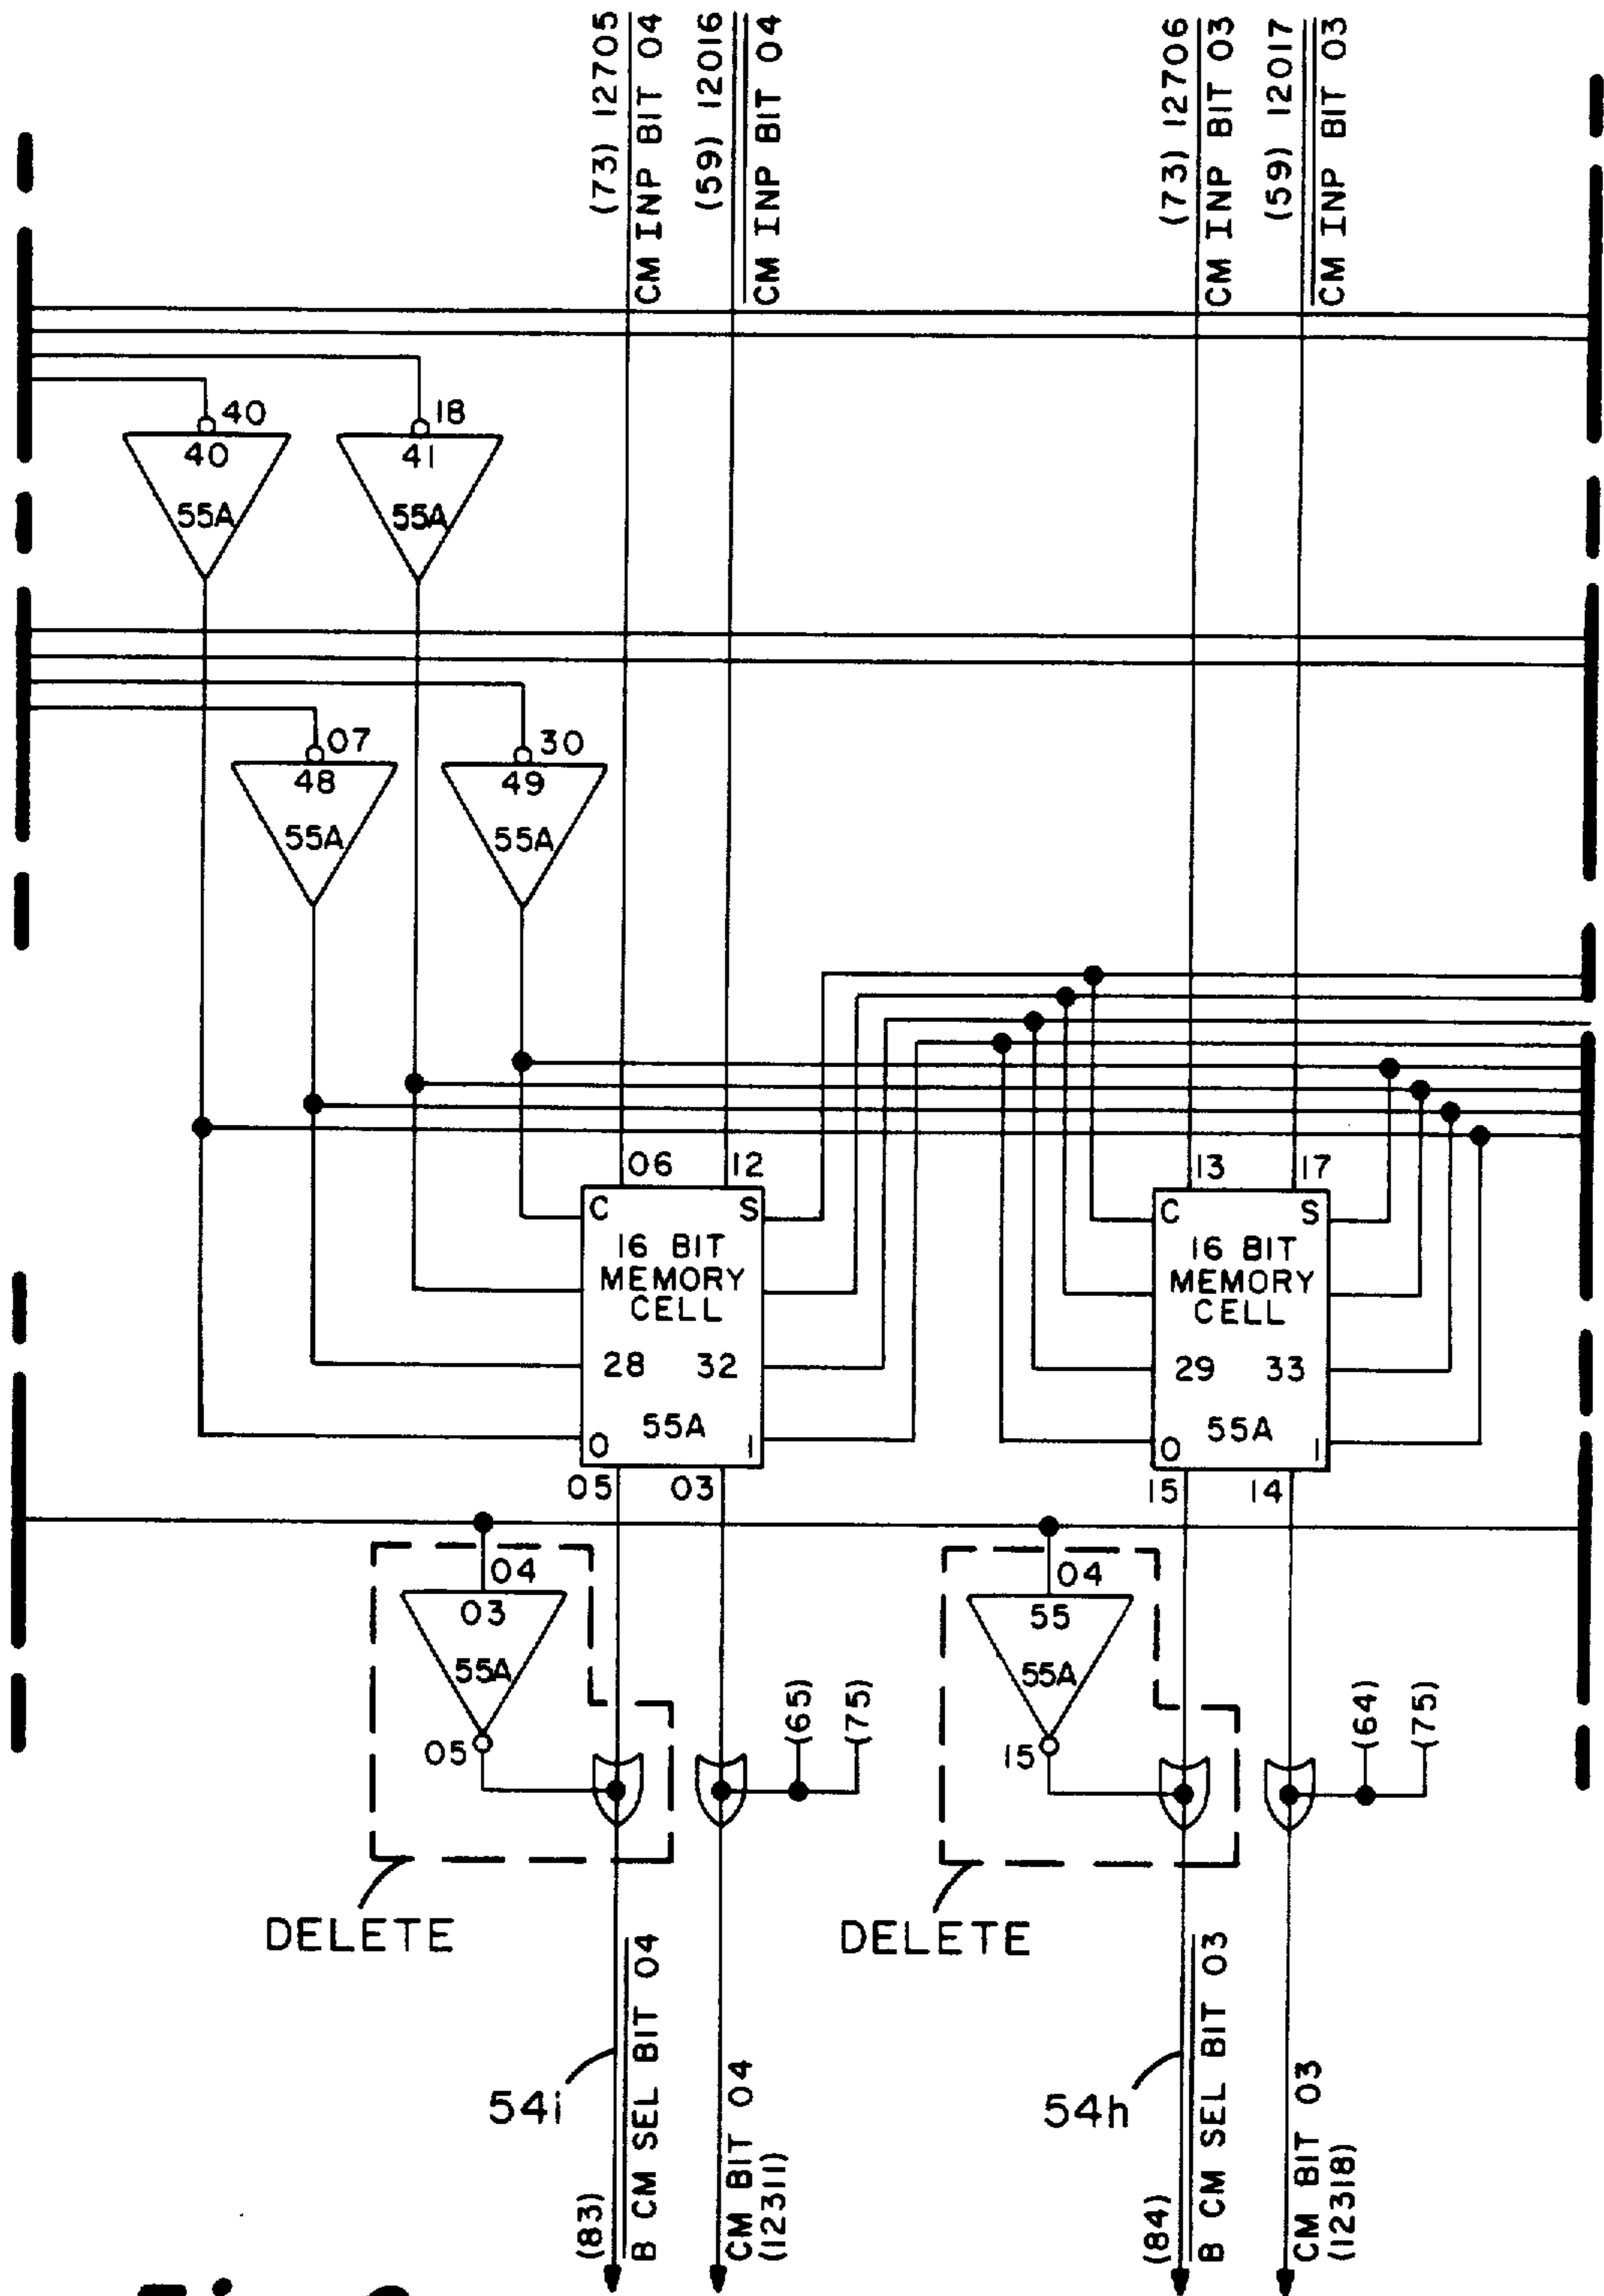 (73) 12705
CM INP BIT 04
(59) 12016
CM INP BIT 04
(73) 12706
CM INP BIT 03
(59) 12017
CM INP BIT 03
40
40
55A
18
41
55A
07
48
55A
30
49
55A
06
12
C
S
16 BIT
MEMORY
CELL
28
32
55A
0
1
05
03
13
17
C
S
16 BIT
MEMORY
CELL
29
33
55A
0
1
15
14
04
03
55A
05
(65)
(75)
04
55
55A
15
(64)
(75)
DELETE
DELETE
54i
54h
(83)
B CM SEL BIT 04
CM BIT 04
(12311)
(84)
B CM SEL BIT 03
CM BIT 03
(12318)